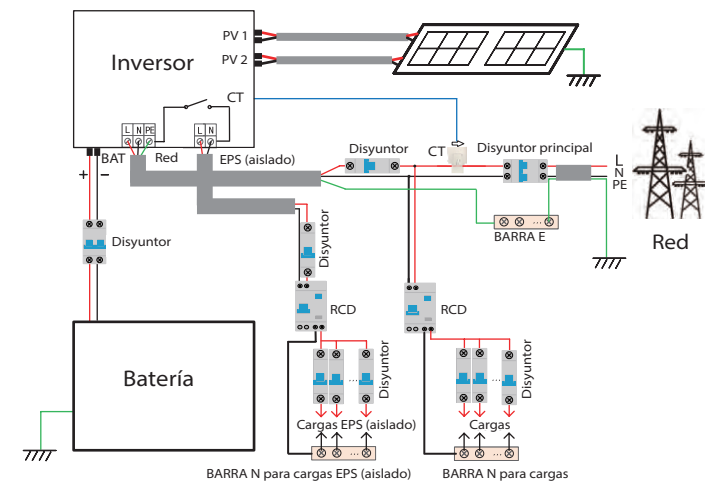 PV 1
PV 2
Inversor
CT
L N PE
L N
BAT
Red
EPS (aislado)
+
−
Disyuntor
CT
Disyuntor principal
L
N
PE
...
BARRA E
Red
Disyuntor
Disyuntor
RCD
RCD
Batería
...
Disyuntor
...
Disyuntor
Cargas EPS (aislado)
Cargas
...
...
BARRA N para cargas EPS (aislado)
BARRA N para cargas